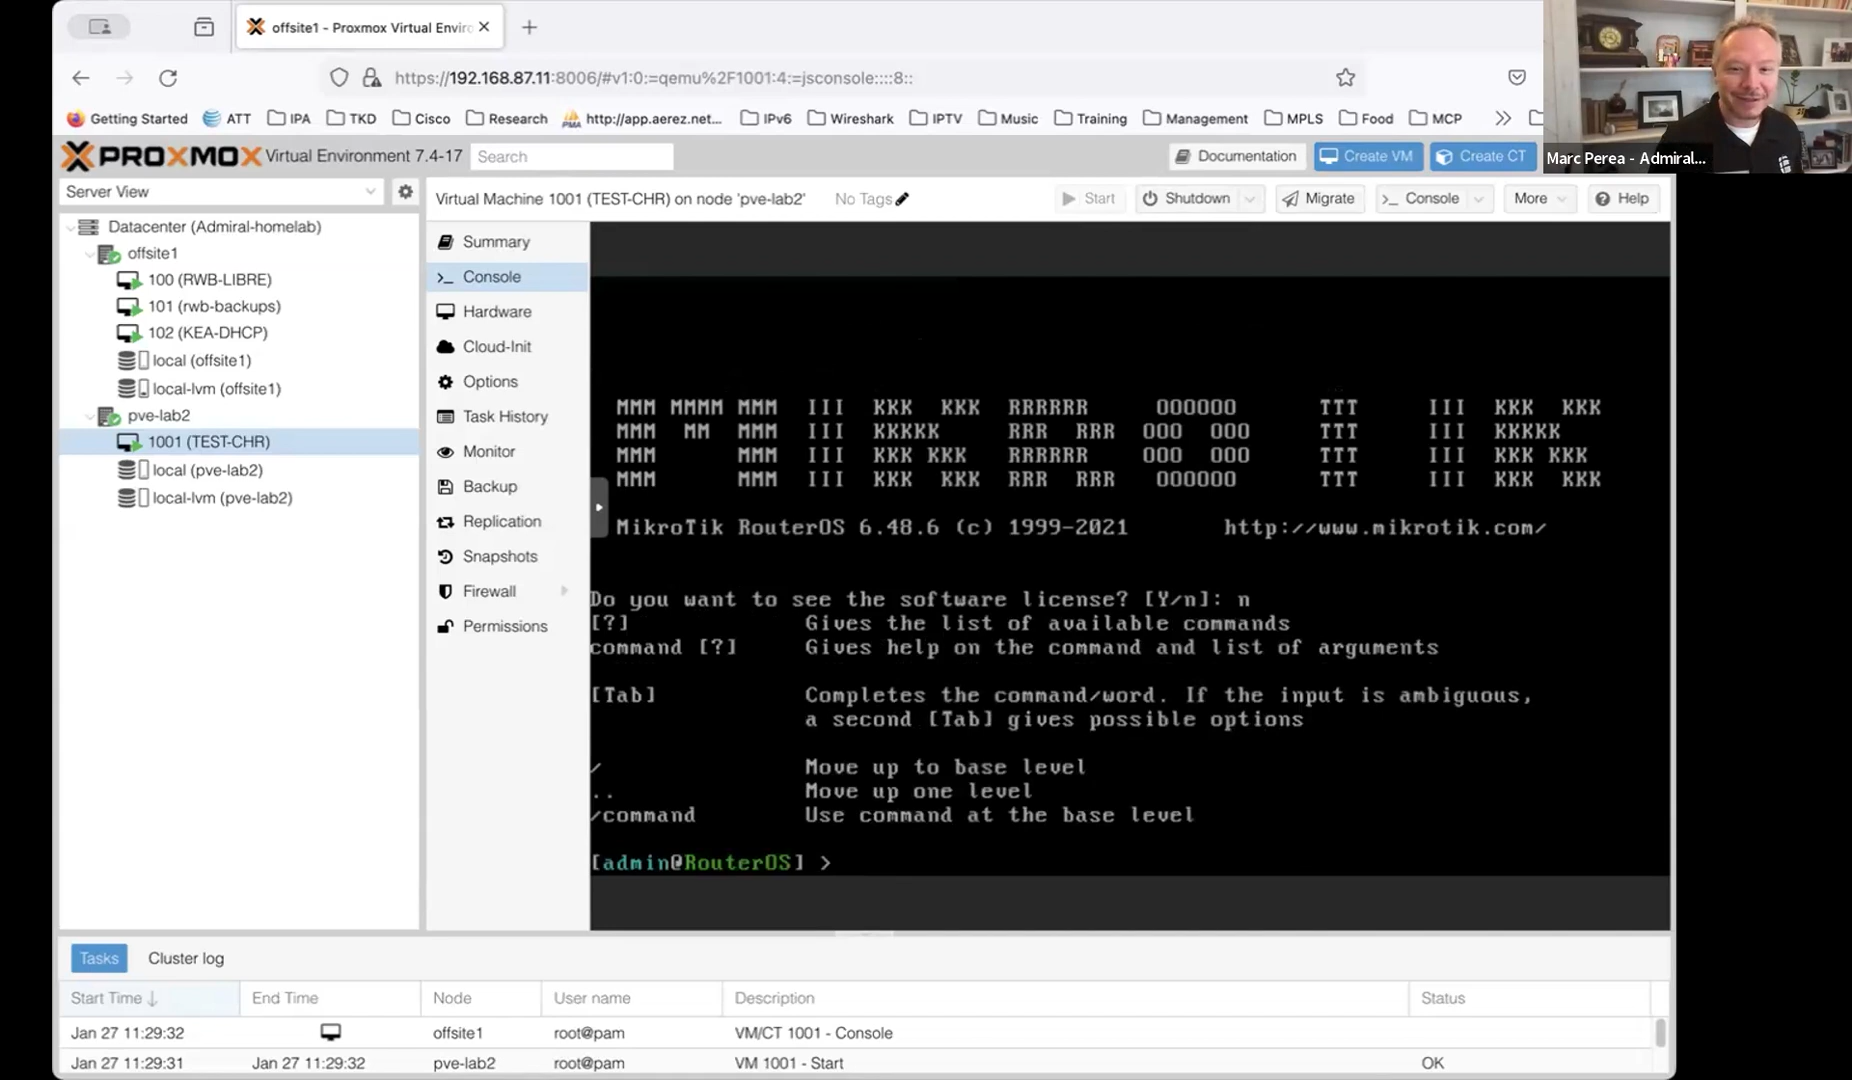 offsite1 - Proxmox Virtual Enviro
https://192.168.87.11:8006/#v1:0:=qemu%2F1001:4:=jsconsole::::8::
Getting Started ATT IPA TKD Cisco Research http://app.aerez.net... IPv6 Wireshark IPTV Music Training Management MPLS Food MCP
Marc Perea - Admiral...
PROXMOX Virtual Environment 7.4-17 Search Documentation Create VM Create CT
Server View
Virtual Machine 1001 (TEST-CHR) on node 'pve-lab2' No Tags Start Shutdown Migrate Console More Help
Datacenter (Admiral-homelab)
offsite1
100 (RWB-LIBRE)
101 (rwb-backups)
102 (KEA-DHCP)
local (offsite1)
local-lvm (offsite1)
pve-lab2
1001 (TEST-CHR)
local (pve-lab2)
local-lvm (pve-lab2)
Summary
Console
Hardware
Cloud-Init
Options
Task History
Monitor
Backup
Replication
Snapshots
Firewall
Permissions
MMM MMMM MMM III KKK KKK RRRRRR OOOOOO TTT III KKK KKK
MMM MM MMM III KKKKK RRR RRR OOO OOO TTT III KKKKK
MMM MMM III KKK KKK RRRRRR OOO OOO TTT III KKK KKK
MMM MMM III KKK KKK RRR RRR OOOOOO TTT III KKK KKK
MikroTik RouterOS 6.48.6 (c) 1999-2021 http://www.mikrotik.com/
Do you want to see the software license? [Y/n]: n
[?] Gives the list of available commands
command [?] Gives help on the command and list of arguments
[Tab] Completes the command/word. If the input is ambiguous,
a second [Tab] gives possible options
/ Move up to base level
.. Move up one level
/command Use command at the base level
[admin@RouterOS] >
Tasks Cluster log
Start Time End Time Node User name Description Status
Jan 27 11:29:32 offsite1 root@pam VM/CT 1001 - Console
Jan 27 11:29:31 Jan 27 11:29:32 pve-lab2 root@pam VM 1001 - Start OK